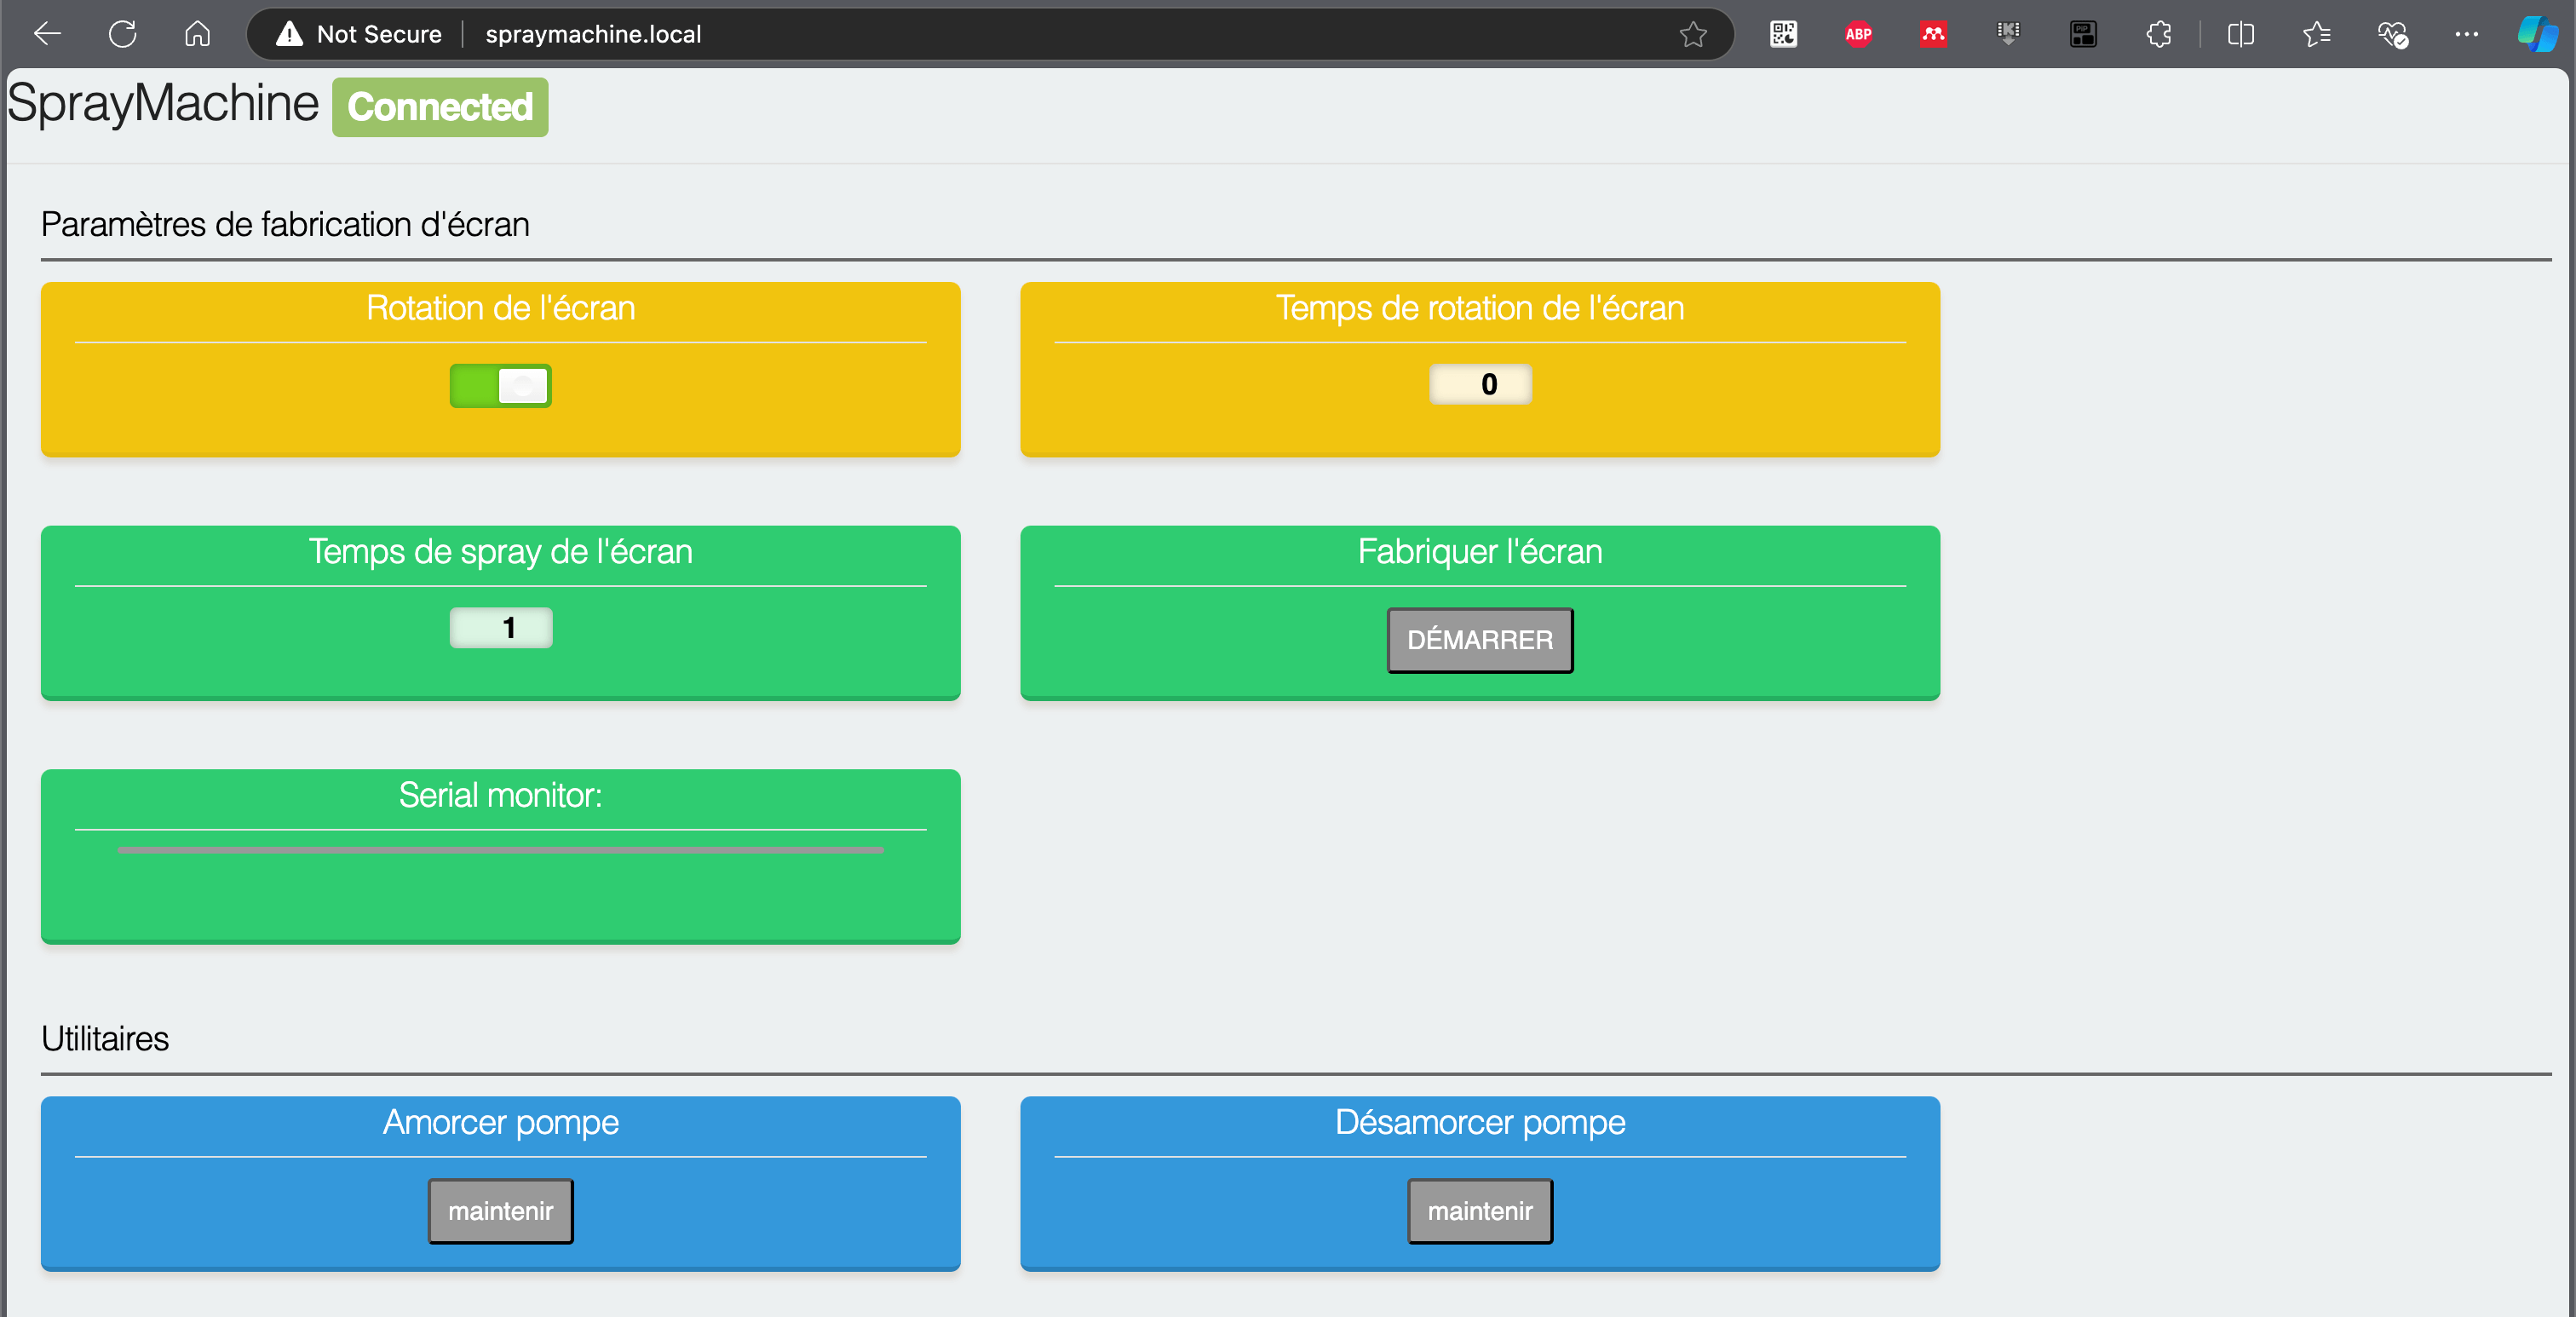 Not Secure spraymachine.local
ABP
PiP
SprayMachine Connected
Paramètres de fabrication d'écran
Rotation de l'écran
Temps de rotation de l'écran
0
Temps de spray de l'écran
1
Fabriquer l'écran
DÉMARRER
Serial monitor:
Utilitaires
Amorcer pompe
maintenir
Désamorcer pompe
maintenir